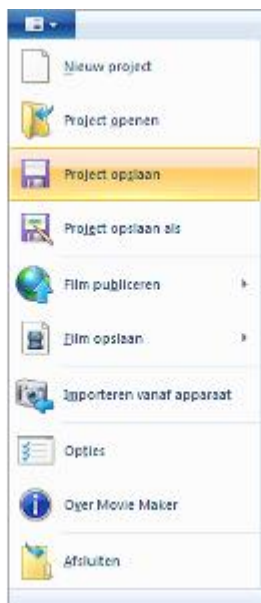 Nieuw project
Project openen
Project opslaan
Project opslaan als
Film publiceren
Film opslaan
Importeren vanaf apparaat
Opties
Over Movie Maker
Afsluiten